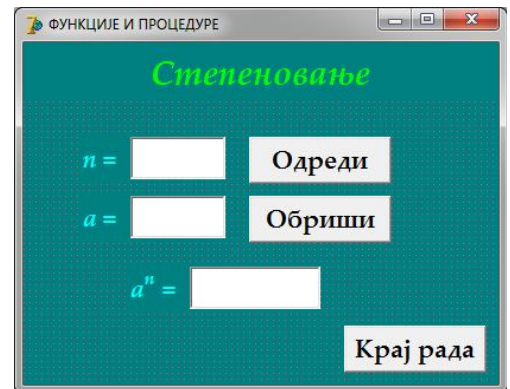 ФУНКЦИЈЕ И ПРОЦЕДУРЕ
Степеновање
n =
Одреди
a =
Обриши
aⁿ =
Крај рада